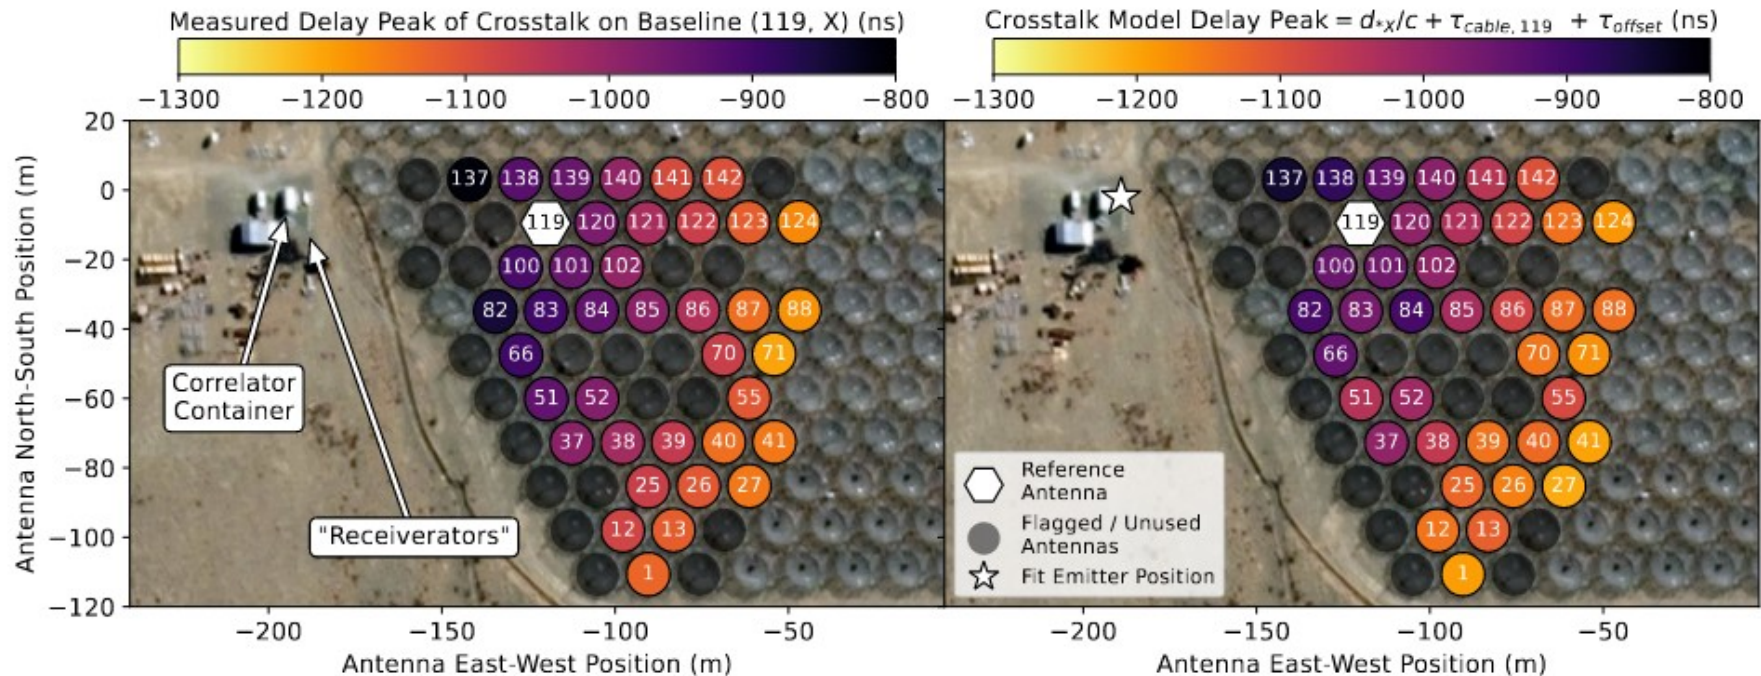 Measured Delay Peak of Crosstalk on Baseline (119, X) (ns)
−1300 −1200 −1100 −1000 −900 −800
Crosstalk Model Delay Peak = d*X/c + τcable, 119 + τoffset (ns)
−1300 −1200 −1100 −1000 −900 −800
Antenna North-South Position (m)
20
0
−20
−40
−60
−80
−100
−120
137 138 139 140 141 142
119 120 121 122 123 124
100 101 102
82 83 84 85 86 87 88
66 70 71
51 52 55
37 38 39 40 41
25 26 27
12 13
1
Correlator
Container
"Receiverators"
−200 −150 −100 −50
Antenna East-West Position (m)
137 138 139 140 141 142
119 120 121 122 123 124
100 101 102
82 83 84 85 86 87 88
66 70 71
51 52 55
37 38 39 40 41
25 26 27
12 13
1
Reference
Antenna
Flagged / Unused
Antennas
Fit Emitter Position
−200 −150 −100 −50
Antenna East-West Position (m)